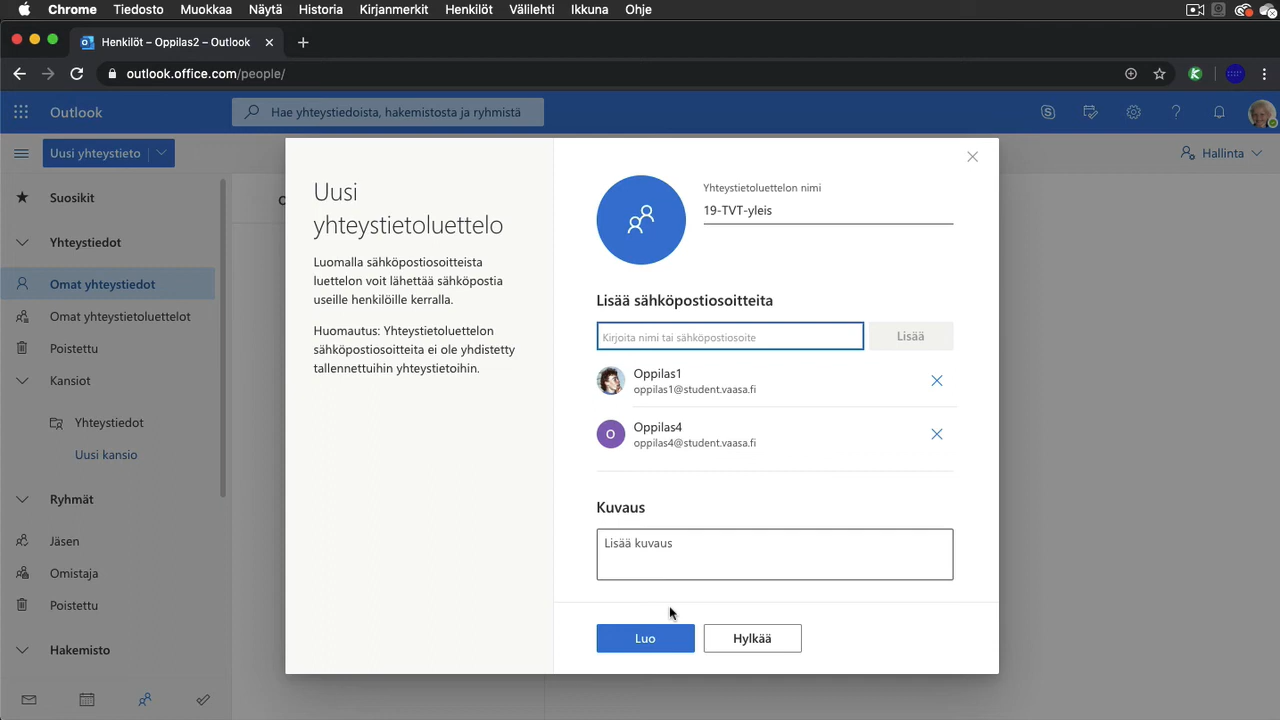 Chrome Tiedosto Muokkaa Näytä Historia Kirjanmerkit Henkilöt Välilehti Ikkuna Ohje
Henkilöt – Oppilas2 – Outlook
outlook.office.com/people/
Outlook
Hae yhteystiedoista, hakemistosta ja ryhmistä
Uusi yhteystieto
Hallinta
Suosikit
Yhteystiedot
Omat yhteystiedot
Omat yhteystietoluettelot
Poistettu
Kansiot
Yhteystiedot
Uusi kansio
Ryhmät
Jäsen
Omistaja
Poistettu
Hakemisto
Uusi
yhteystietoluettelo
Luomalla sähköpostiosoitteista
luettelon voit lähettää sähköpostia
useille henkilöille kerralla.
Huomautus: Yhteystietoluettelon
sähköpostiosoitteita ei ole yhdistetty
tallennettuihin yhteystietoihin.
Yhteystietoluettelon nimi
19-TVT-yleis
Lisää sähköpostiosoitteita
Kirjoita nimi tai sähköpostiosoite
Lisää
Oppilas1
oppilas1@student.vaasa.fi
O
Oppilas4
oppilas4@student.vaasa.fi
Kuvaus
Lisää kuvaus
Luo
Hylkää